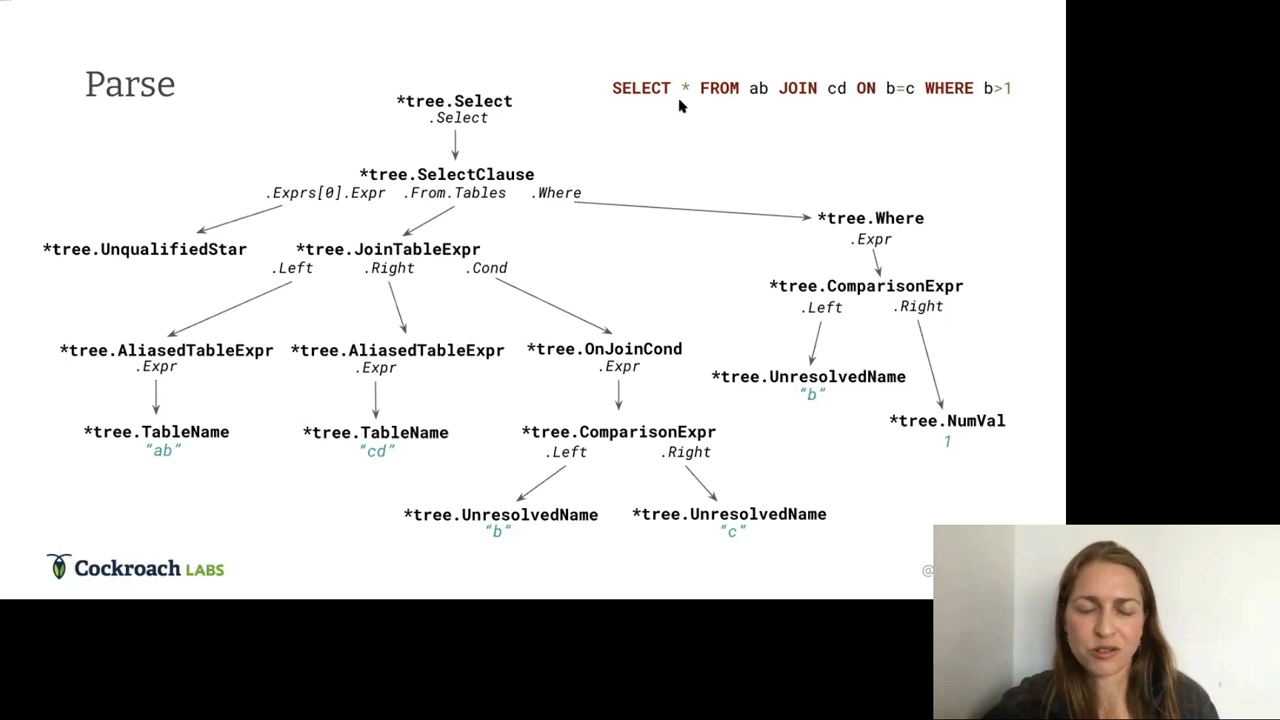 Parse
SELECT * FROM ab JOIN cd ON b=c WHERE b>1
*tree.Select
.Select
*tree.SelectClause
.Exprs[0].Expr .From.Tables .Where
*tree.Where
.Expr
*tree.UnqualifiedStar *tree.JoinTableExpr
.Left .Right .Cond
*tree.ComparisonExpr
.Left .Right
*tree.AliasedTableExpr *tree.AliasedTableExpr *tree.OnJoinCond
.Expr .Expr .Expr
*tree.UnresolvedName
"b"
*tree.NumVal
1
*tree.TableName *tree.TableName *tree.ComparisonExpr
"ab" "cd" .Left .Right
*tree.UnresolvedName *tree.UnresolvedName
"b" "c"
Cockroach LABS
@